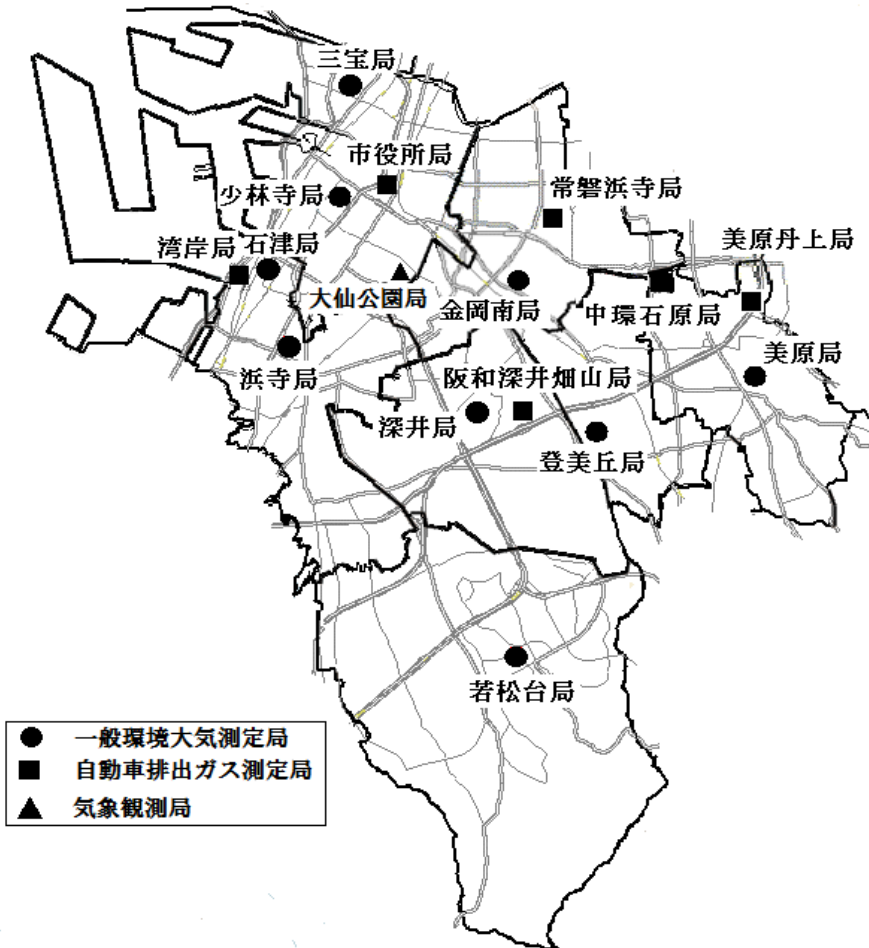 三宝局
市役所局
少林寺局
常磐浜寺局
湾岸局
石津局
美原丹上局
大仙公園局
金岡南局
中環石原局
浜寺局
阪和深井畑山局
美原局
深井局
登美丘局
若松台局
一般環境大気測定局
自動車排出ガス測定局
気象観測局